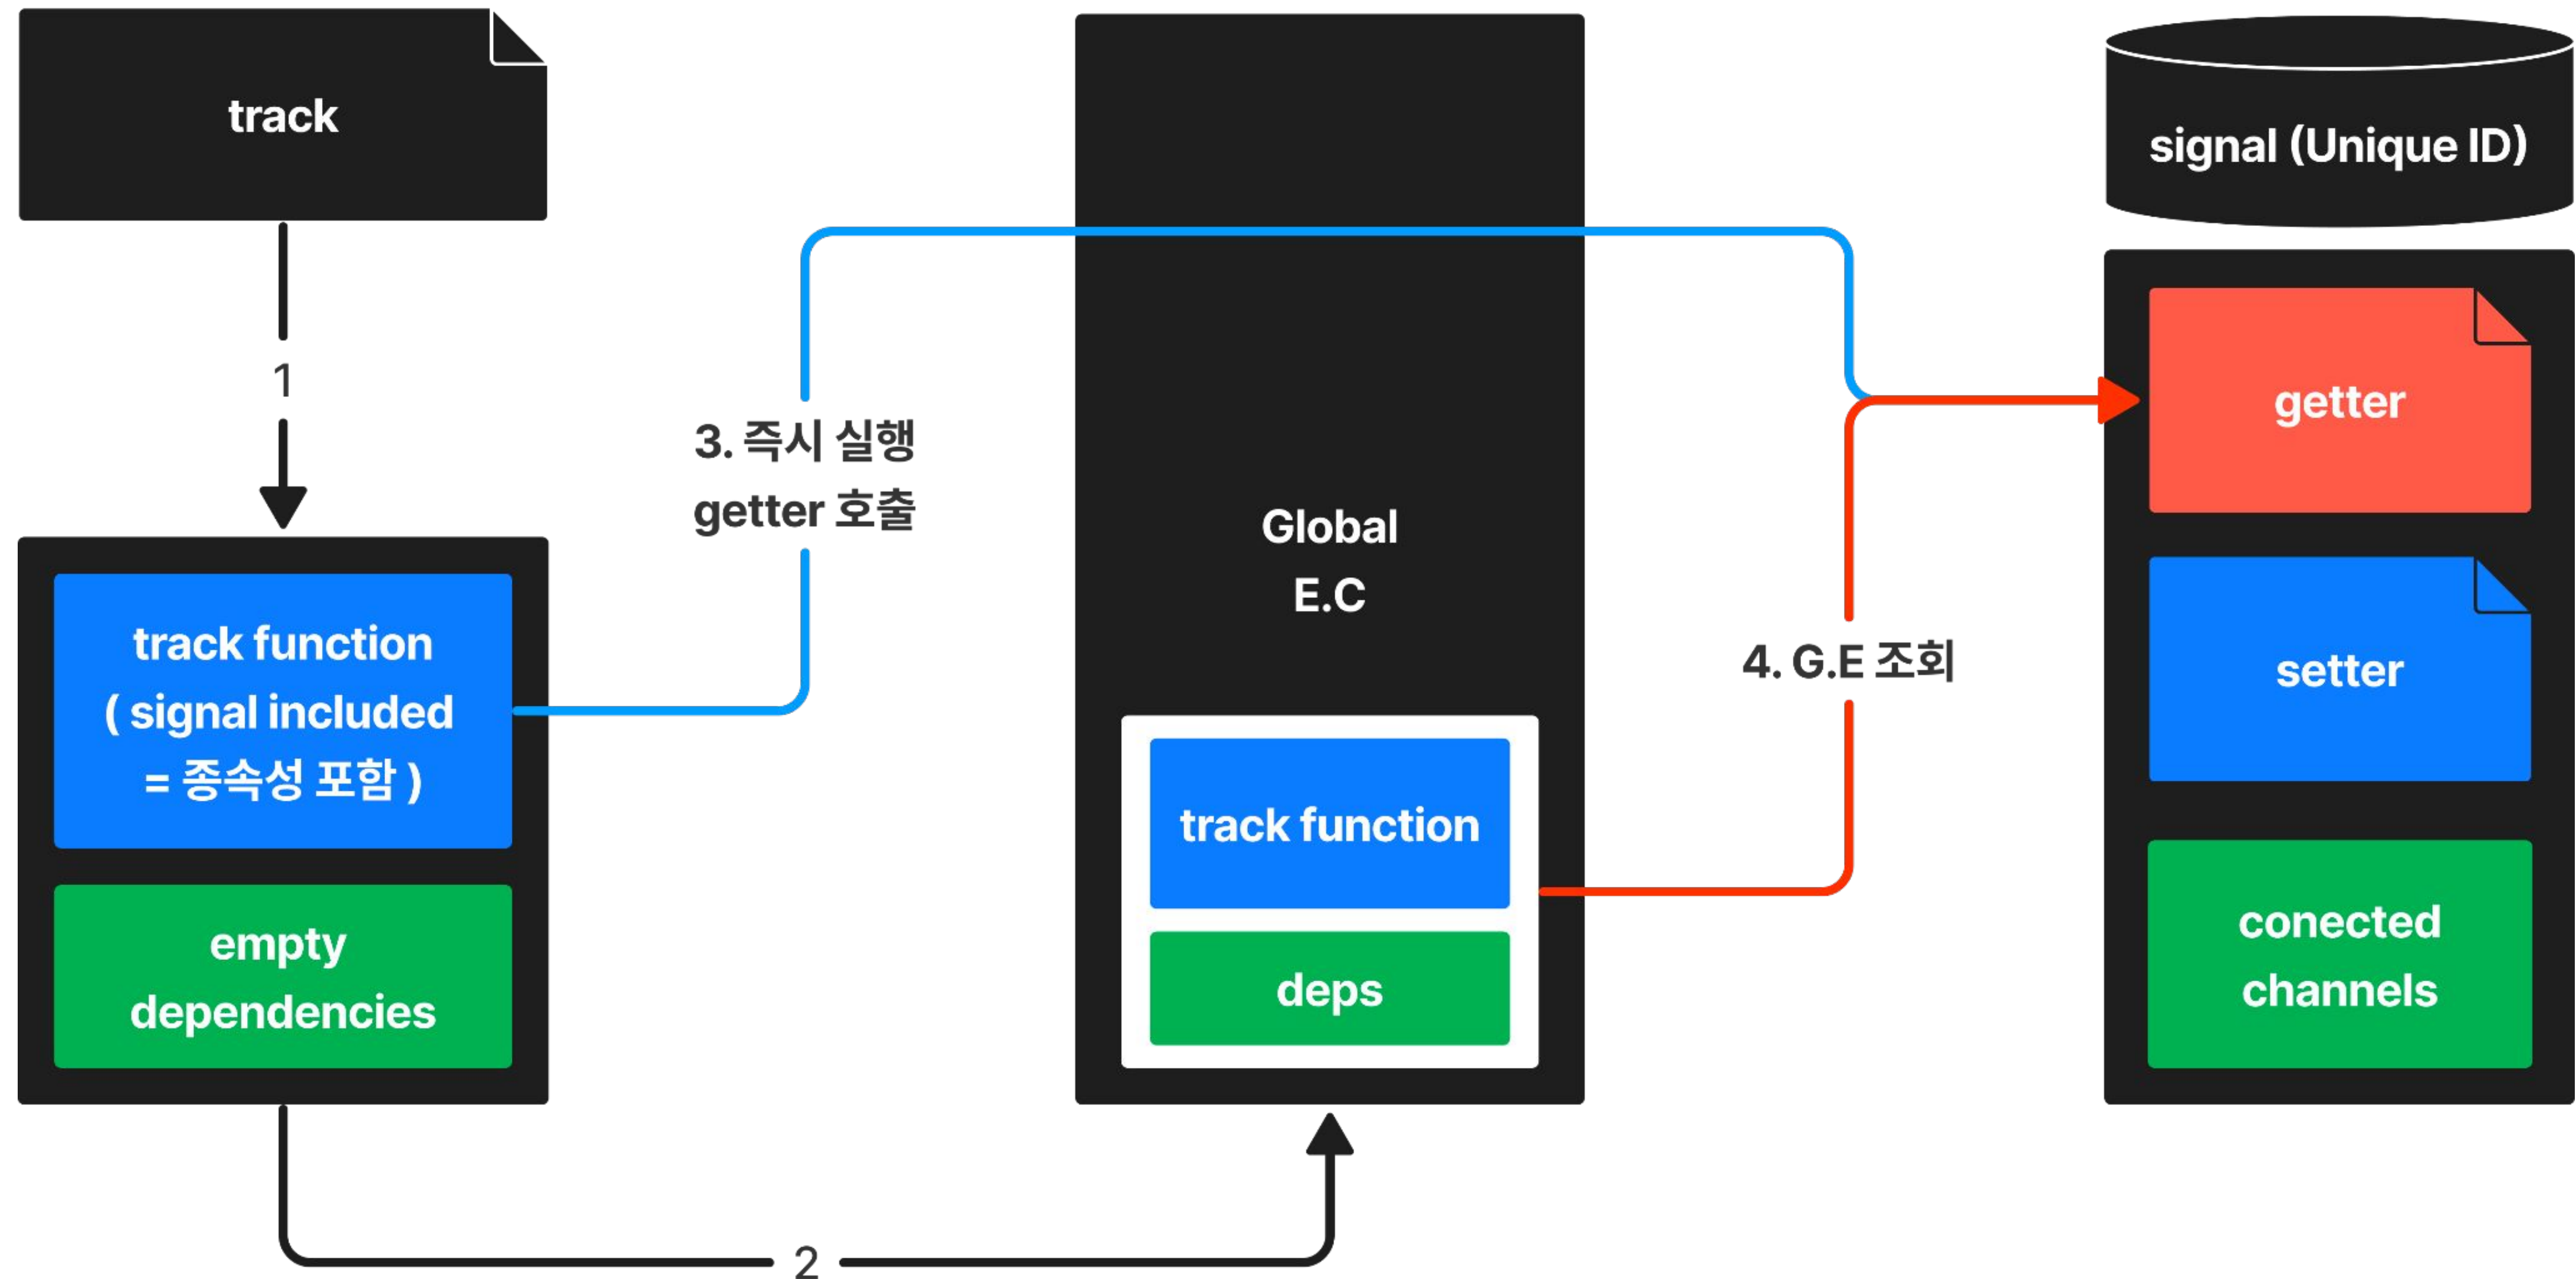 track
1
track function
( signal included
= 종속성 포함 )
empty
dependencies
2
3. 즉시 실행
getter 호출
Global
E.C
track function
deps
4. G.E 조회
signal (Unique ID)
getter
setter
conected
channels